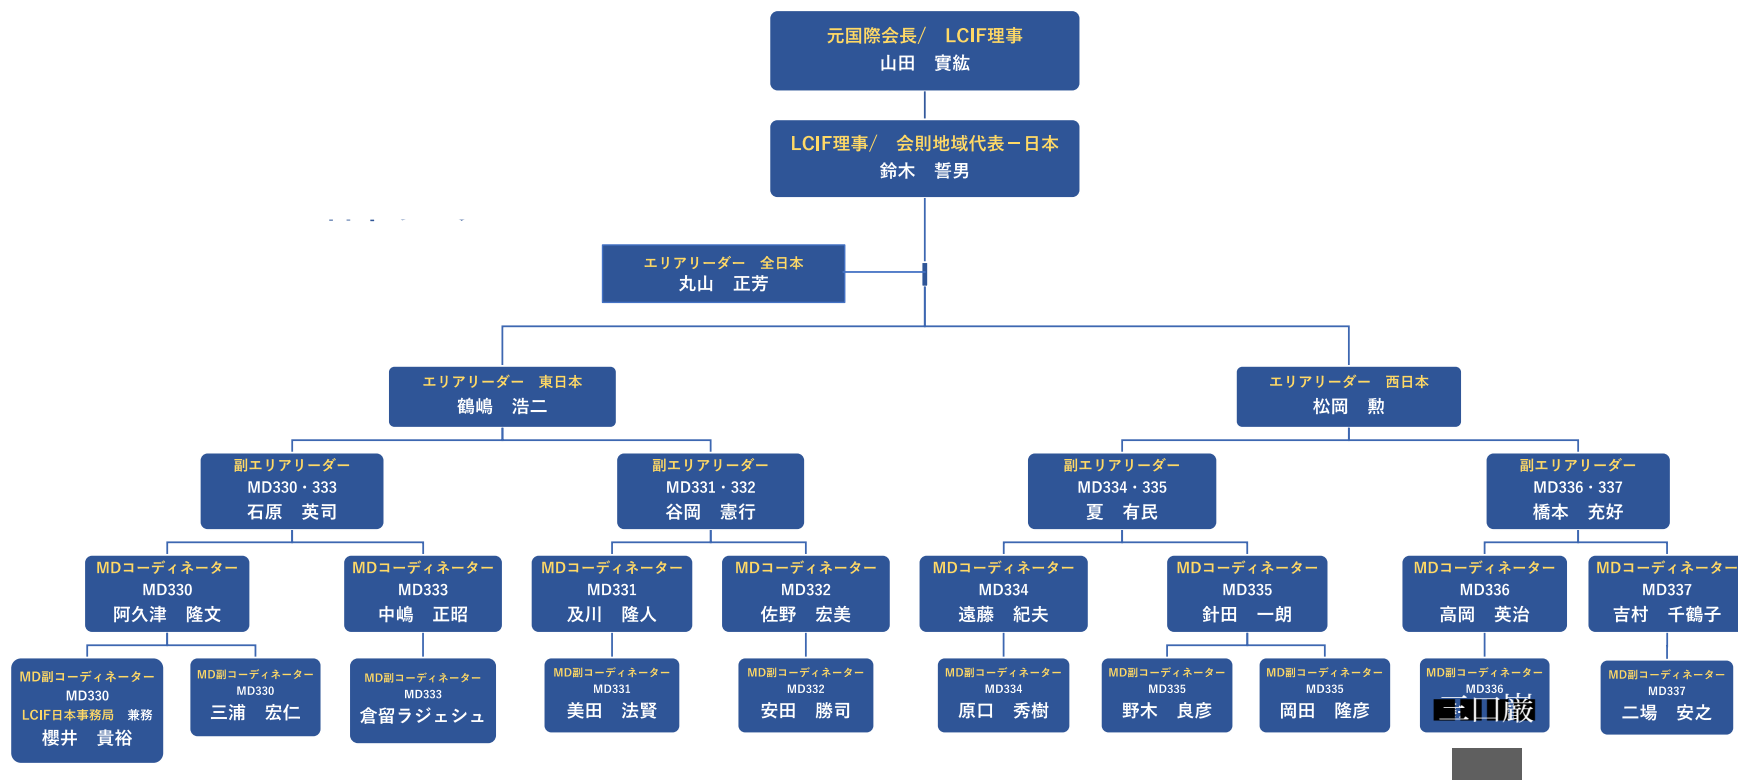 元国際会長/　LCIF理事
山田　實紘
LCIF理事/　会則地域代表－日本
鈴木　誓男
エリアリーダー　全日本
丸山　正芳
エリアリーダー　東日本
鶴嶋　浩二
エリアリーダー　西日本
松岡　勲
副エリアリーダー
MD330・333
石原　英司
副エリアリーダー
MD331・332
谷岡　憲行
副エリアリーダー
MD334・335
夏　有民
副エリアリーダー
MD336・337
橋本　充好
MDコーディネーター
MD330
阿久津　隆文
MDコーディネーター
MD333
中嶋　正昭
MDコーディネーター
MD331
及川　隆人
MDコーディネーター
MD332
佐野　宏美
MDコーディネーター
MD334
遠藤　紀夫
MDコーディネーター
MD335
針田　一朗
MDコーディネーター
MD336
高岡　英治
MDコーディネーター
MD337
吉村　千鶴子
MD副コーディネーター
MD330
LCIF日本事務局　兼務
櫻井　貴裕
MD副コーディネーター
MD330
三浦　宏仁
MD副コーディネーター
MD333
倉留ラジェシュ
MD副コーディネーター
MD331
美田　法賢
MD副コーディネーター
MD332
安田　勝司
MD副コーディネーター
MD334
原口　秀樹
MD副コーディネーター
MD335
野木　良彦
MD副コーディネーター
MD335
岡田　隆彦
MD副コーディネーター
MD336
巌
MD副コーディネーター
MD337
二場　安之